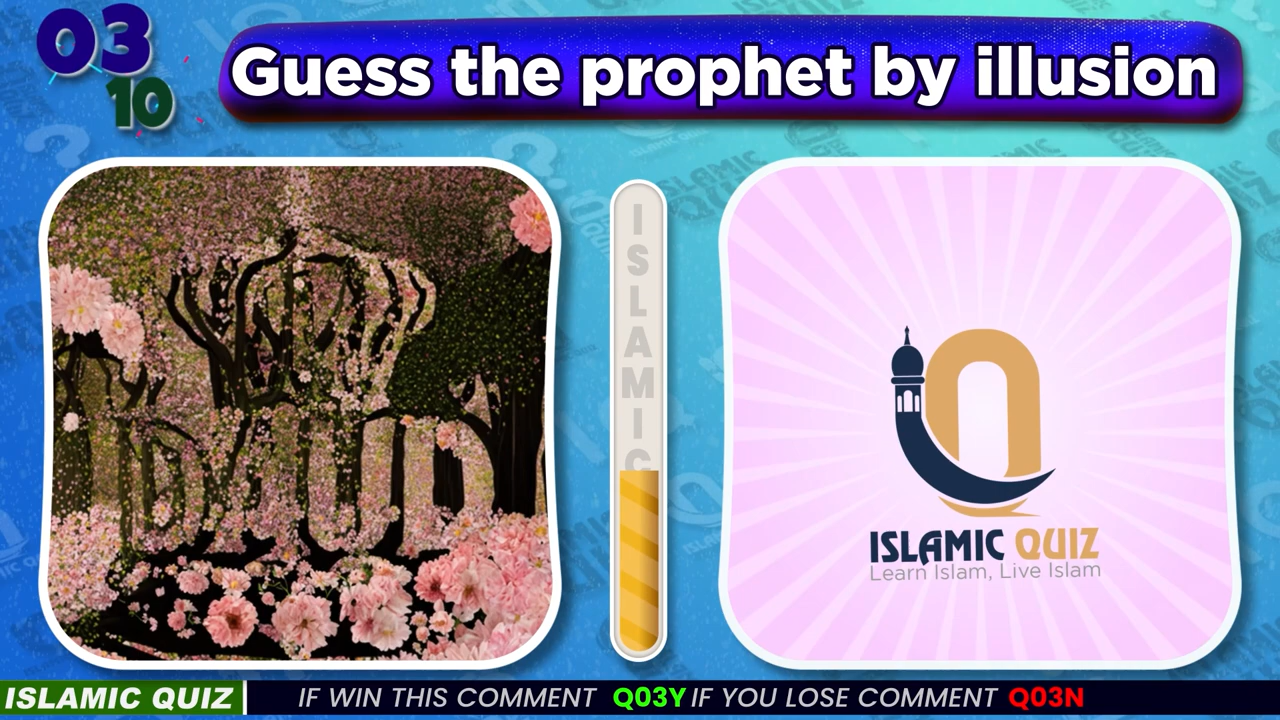 03
10
Guess the prophet by illusion
ISLAMIC
ISLAMIC QUIZ
Learn Islam, Live Islam
ISLAMIC QUIZ
IF WIN THIS COMMENT Q03Y IF YOU LOSE COMMENT Q03N